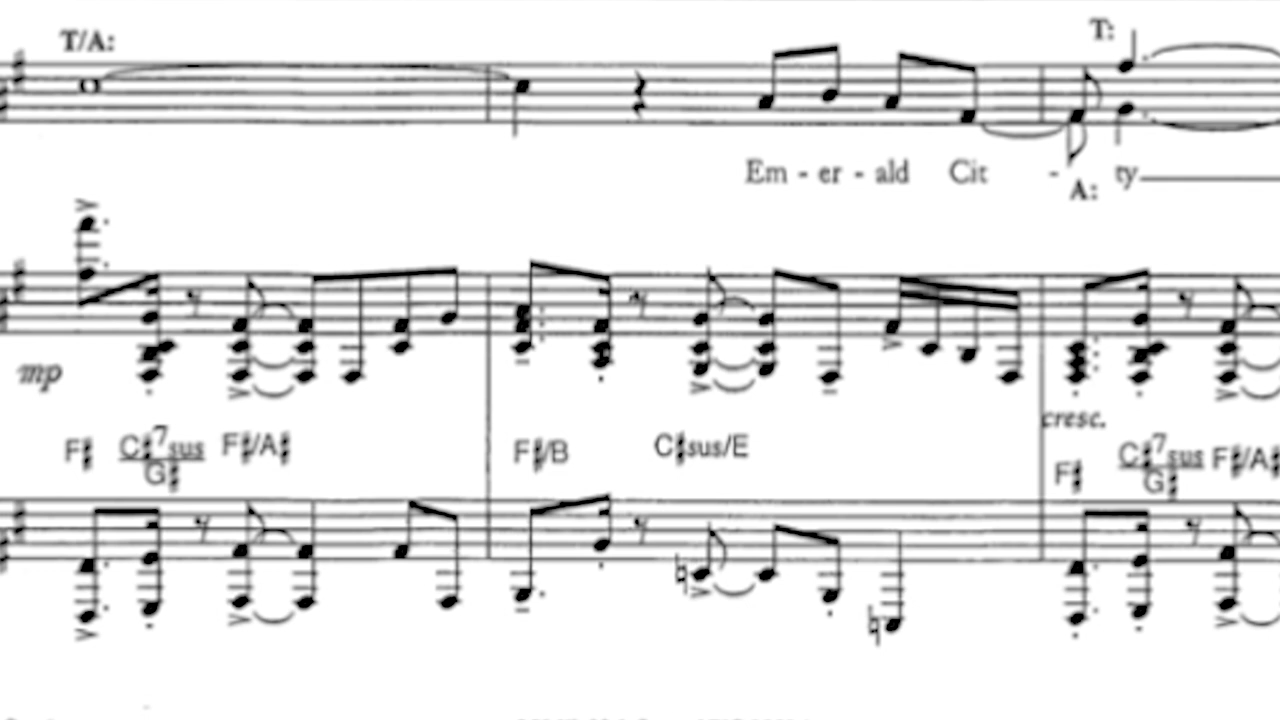 T/A:
T:
Em - er - ald Cit - ty
A:
mp
cresc.
F♯ C♯7sus/G♯ F♯/A♯ F♯/B C♯sus/E F♯ C♯7sus/G♯ F♯/A♯